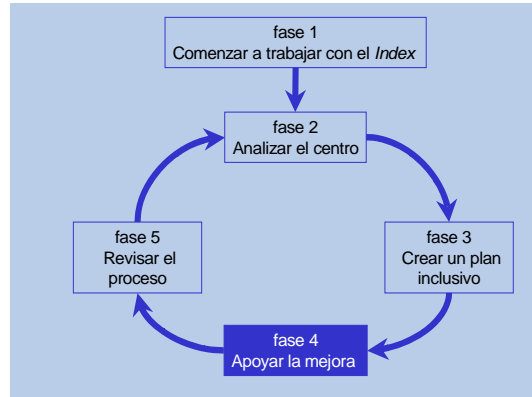 fase 1
Comenzar a trabajar con el Index
fase 2
Analizar el centro
fase 5
Revisar el
proceso
fase 3
Crear un plan
inclusivo
fase 4
Apoyar la mejora